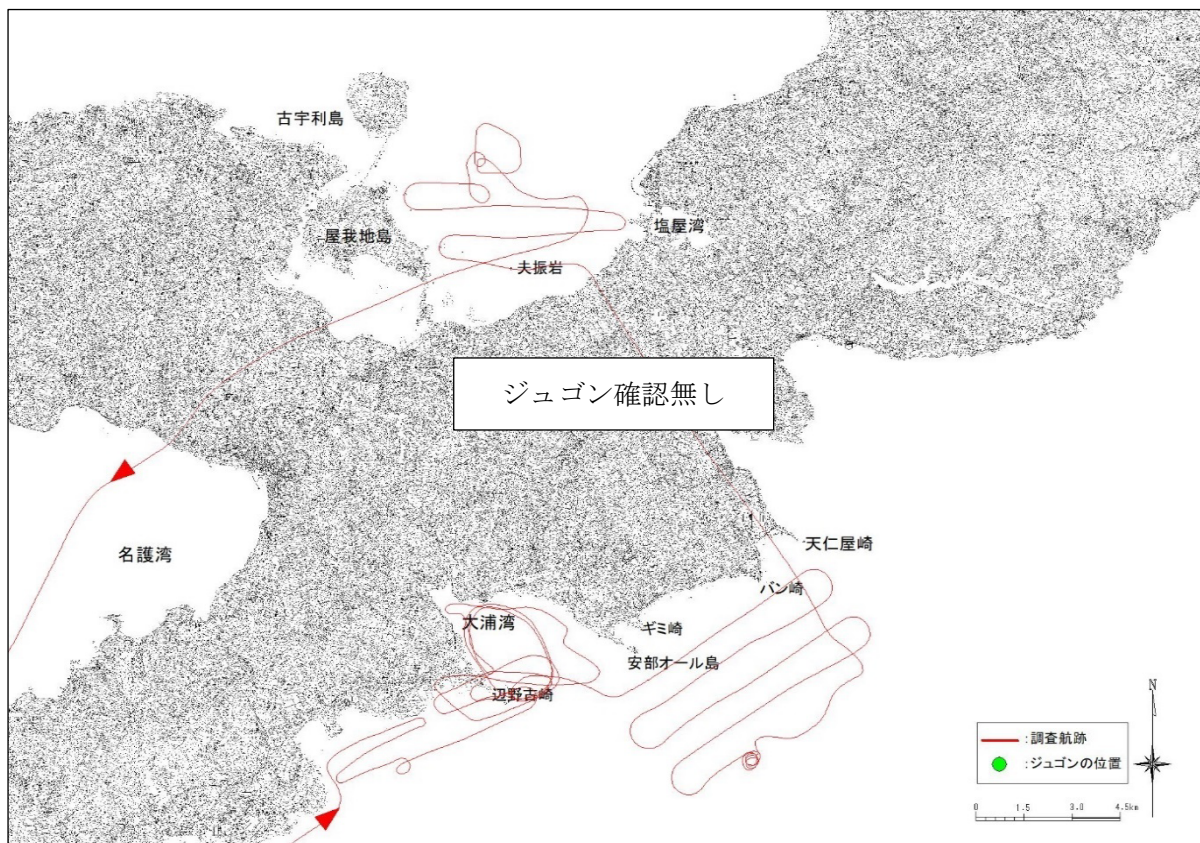 古宇利島
屋我地島
塩屋湾
夫振岩
ジュゴン確認無し
名護湾
天仁屋崎
バン崎
大浦湾
ギミ崎
安部オール島
辺野古崎
N
:調査航跡
:ジュゴンの位置
0 1.5 3.0 4.5km